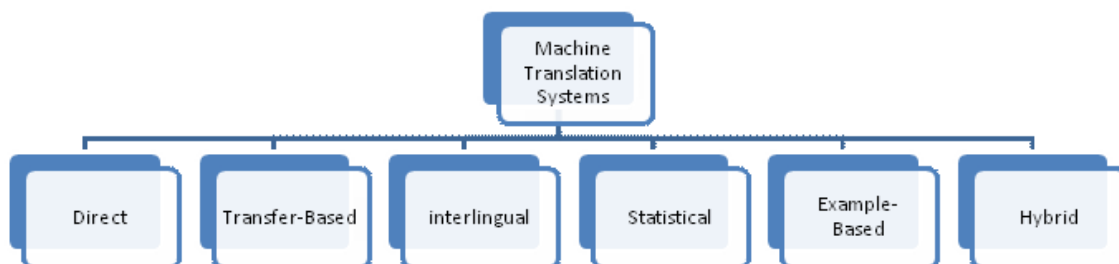 Machine
Translation
Systems
Direct
Transfer-Based
interlingual
Statistical
Example-
Based
Hybrid